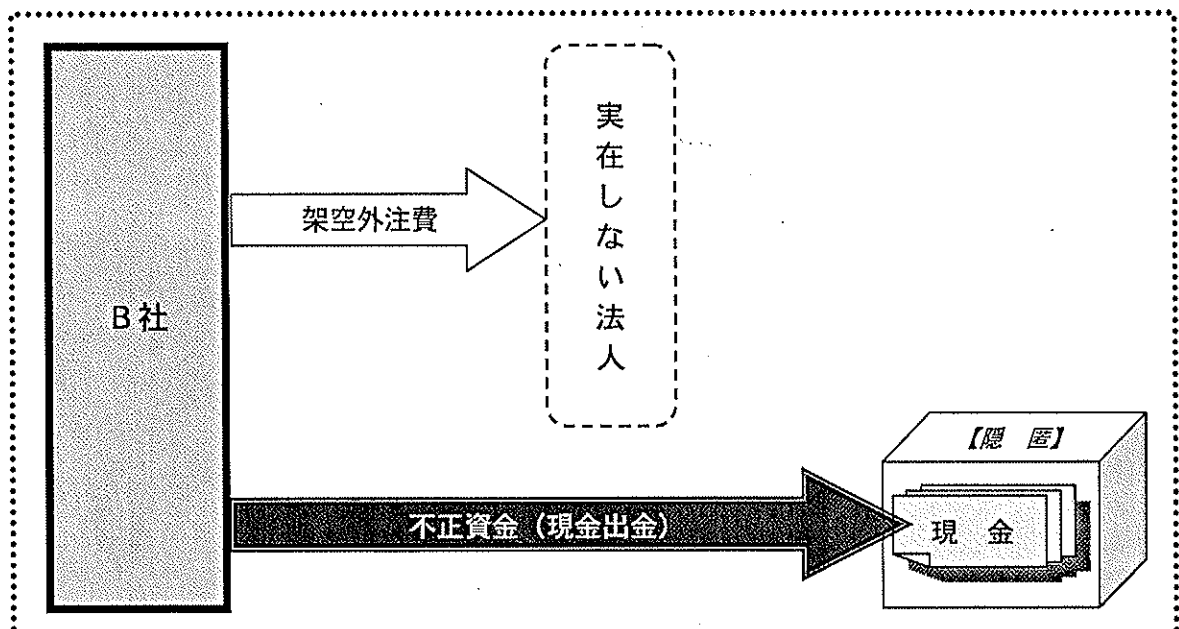 B社
架空外注費
実在しない法人
【隠 匿】
不正資金（現金出金）
現 金